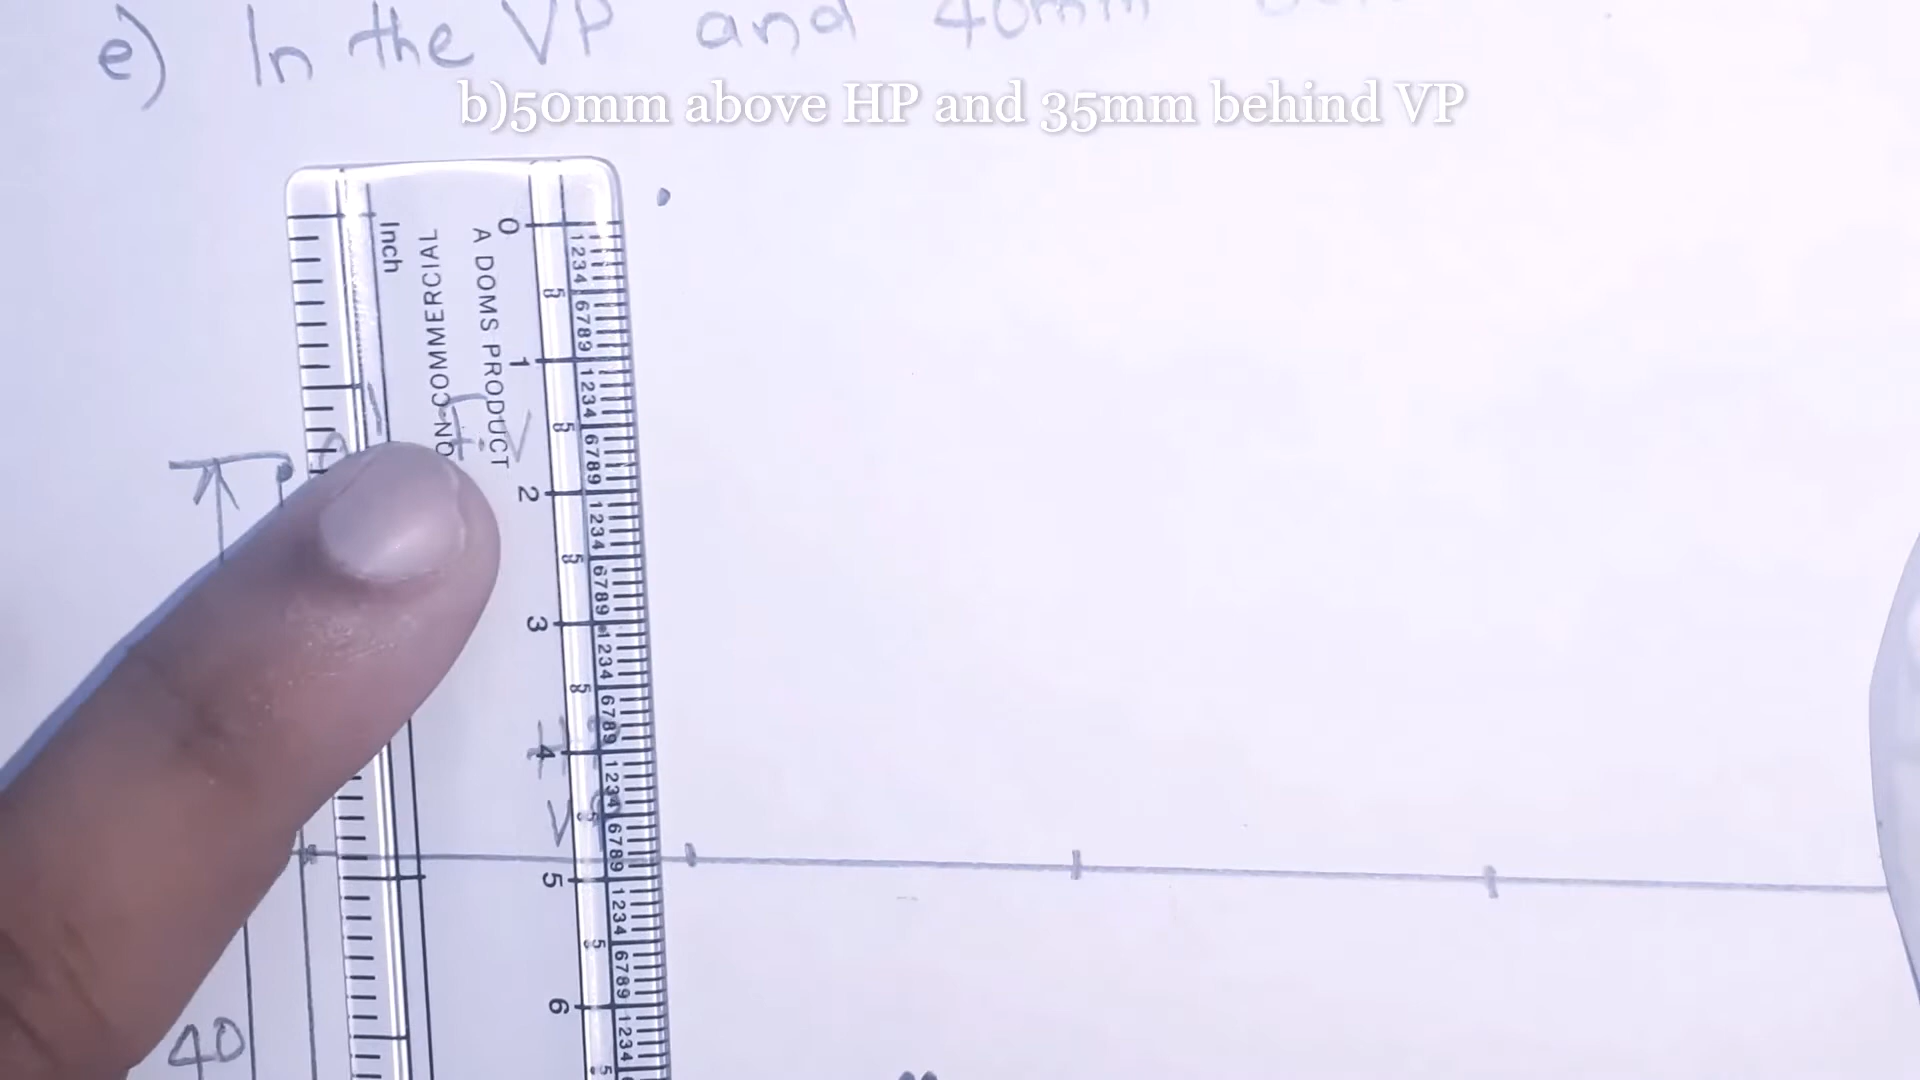 e) In the VP and 40mm
b)50mm above HP and 35mm behind VP
Inch
COMMERCIAL
A DOMS PRODUCT
0
1
2
3
4
5
6
H
V
40